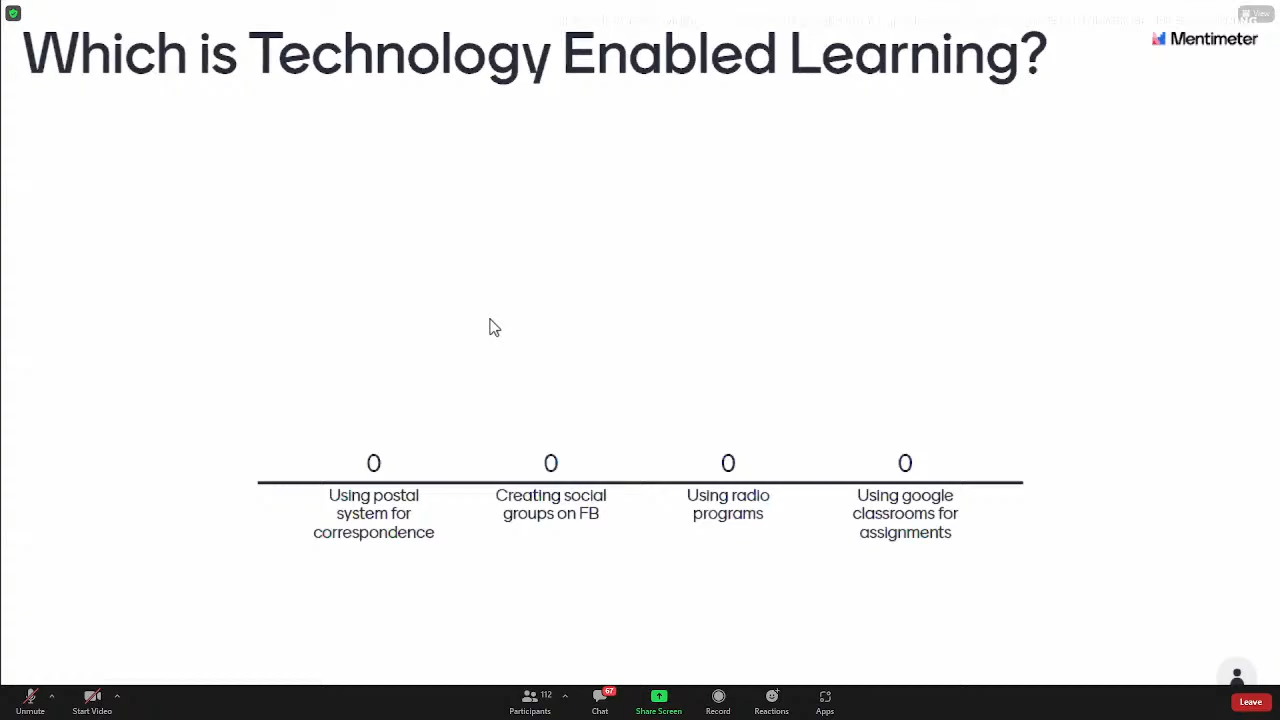 View
Which is Technology Enabled Learning?
Mentimeter
0 0 0 0
Using postal
system for
correspondence
Creating social
groups on FB
Using radio
programs
Using google
classrooms for
assignments
Unmute
Start Video
112
Participants
67
Chat
Share Screen
Record
Reactions
Apps
Leave